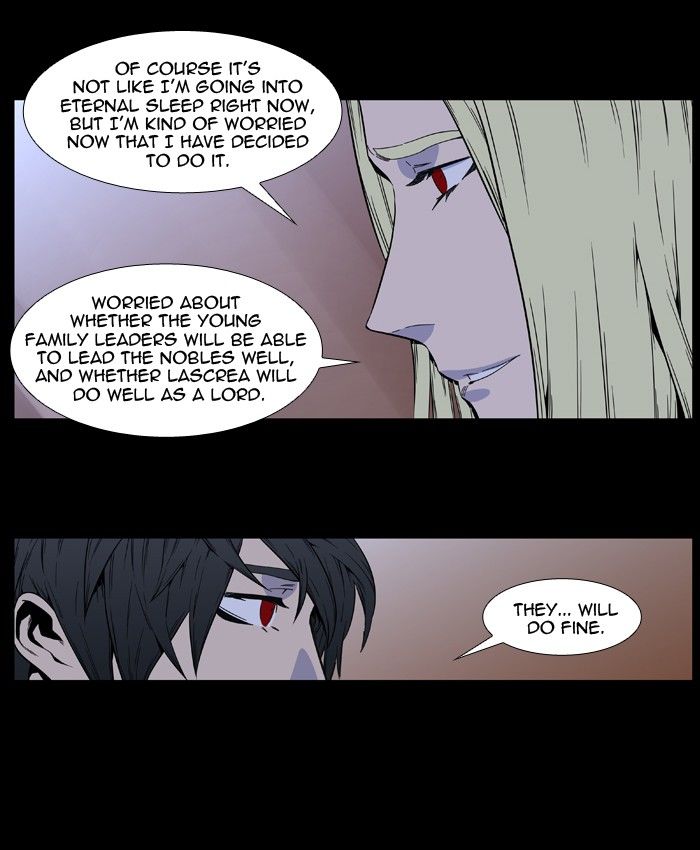 OF COURSE IT'S
NOT LIKE I'M GOING INTO
ETERNAL SLEEP RIGHT NOW,
BUT I'M KIND OF WORRIED
NOW THAT I HAVE DECIDED
TO DO IT.
WORRIED ABOUT
WHETHER THE YOUNG
FAMILY LEADERS WILL BE ABLE
TO LEAD THE NOBLES WELL,
AND WHETHER LASCREA WILL
DO WELL AS A LORD.
THEY... WILL
DO FINE.